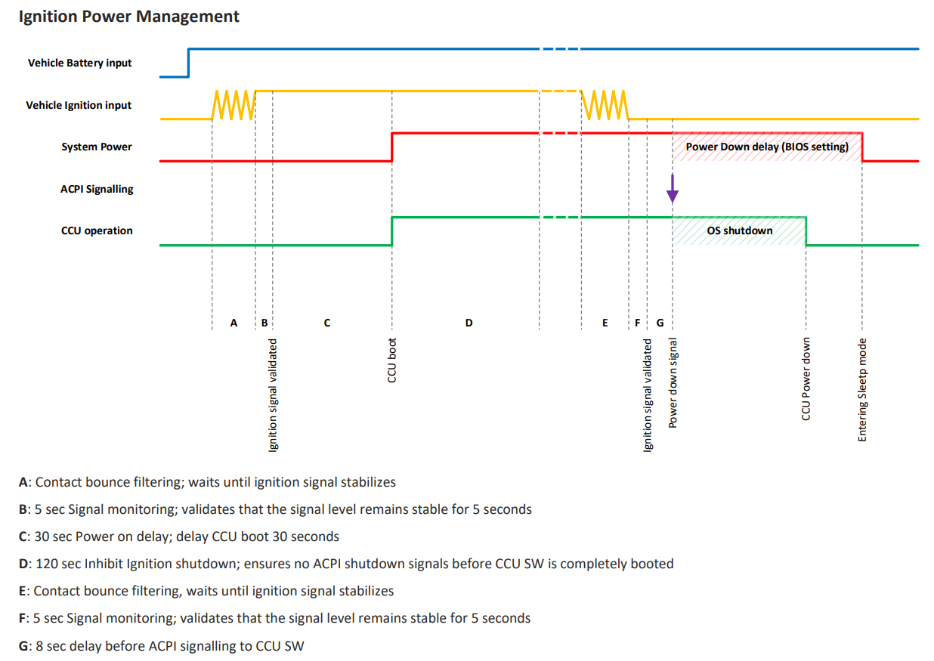 Ignition Power Management
Vehicle Battery input
Vehicle Ignition input
System Power
Power Down delay (BIOS setting)
ACPI Signalling
CCU operation
OS shutdown
A
B
C
D
E
F
G
Ignition signal validated
CCU boot
Ignition signal validated
Power down signal
CCU Power down
Entering Sleetp mode
A: Contact bounce filtering; waits until ignition signal stabilizes
B: 5 sec Signal monitoring; validates that the signal level remains stable for 5 seconds
C: 30 sec Power on delay; delay CCU boot 30 seconds
D: 120 sec Inhibit Ignition shutdown; ensures no ACPI shutdown signals before CCU SW is completely booted
E: Contact bounce filtering, waits until ignition signal stabilizes
F: 5 sec Signal monitoring; validates that the signal level remains stable for 5 seconds
G: 8 sec delay before ACPI signalling to CCU SW